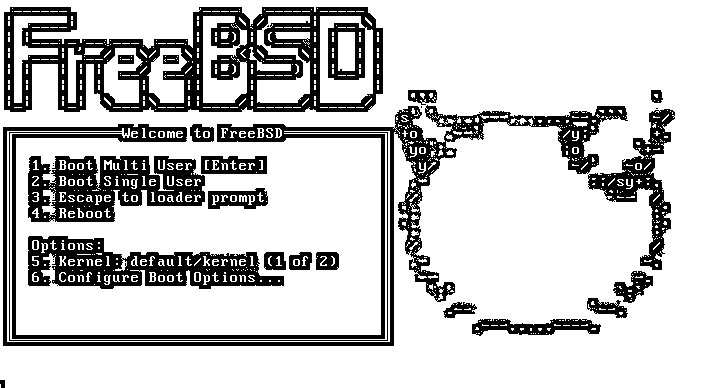 FreeBSD
Welcome to FreeBSD
1. Boot Multi User [Enter]
2. Boot Single User
3. Escape to loader prompt
4. Reboot
Options:
5. Kernel: default/kernel (1 of 2)
6. Configure Boot Options...